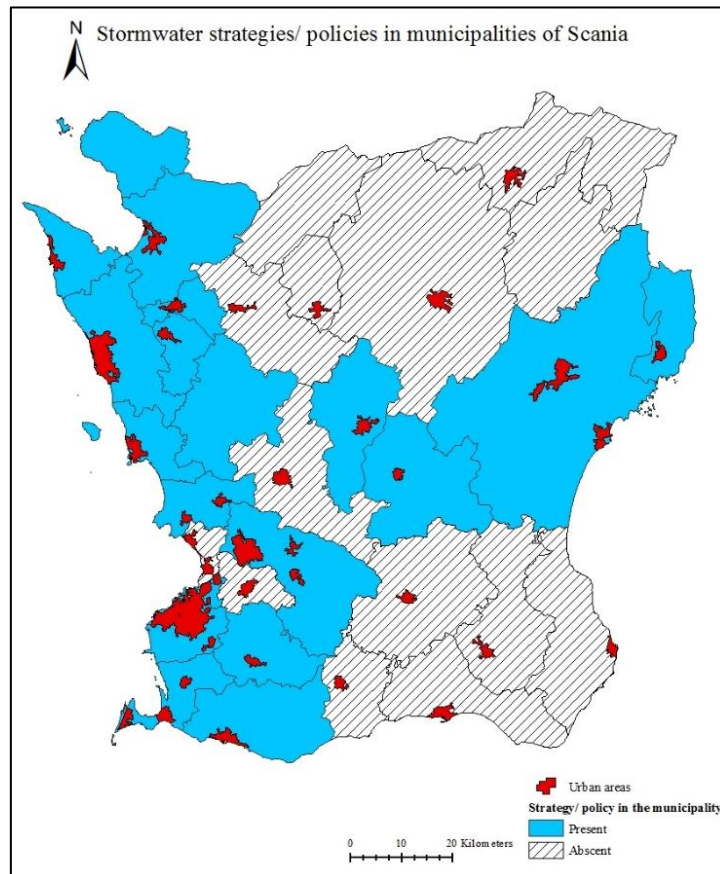 N
Stormwater strategies/ policies in municipalities of Scania
Urban areas
Strategy/ policy in the municipality
Present
Abscent
0 10 20 Kilometers